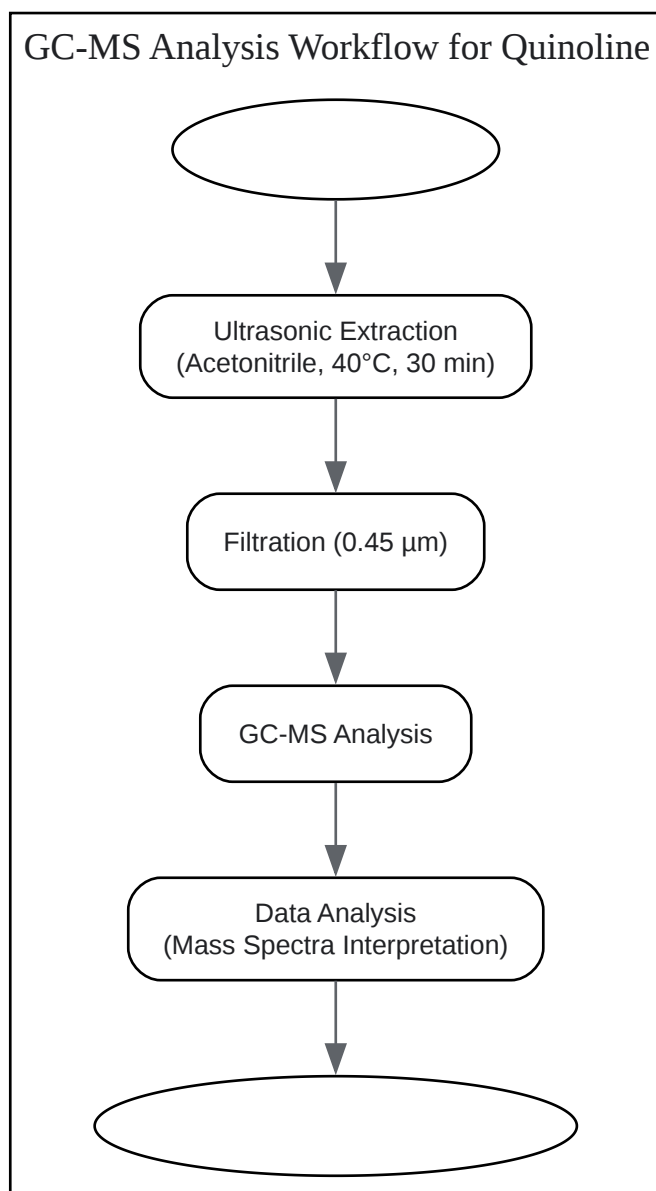 GC-MS Analysis Workflow for Quinoline
Ultrasonic Extraction
(Acetonitrile, 40°C, 30 min)
Filtration (0.45 µm)
GC-MS Analysis
Data Analysis
(Mass Spectra Interpretation)